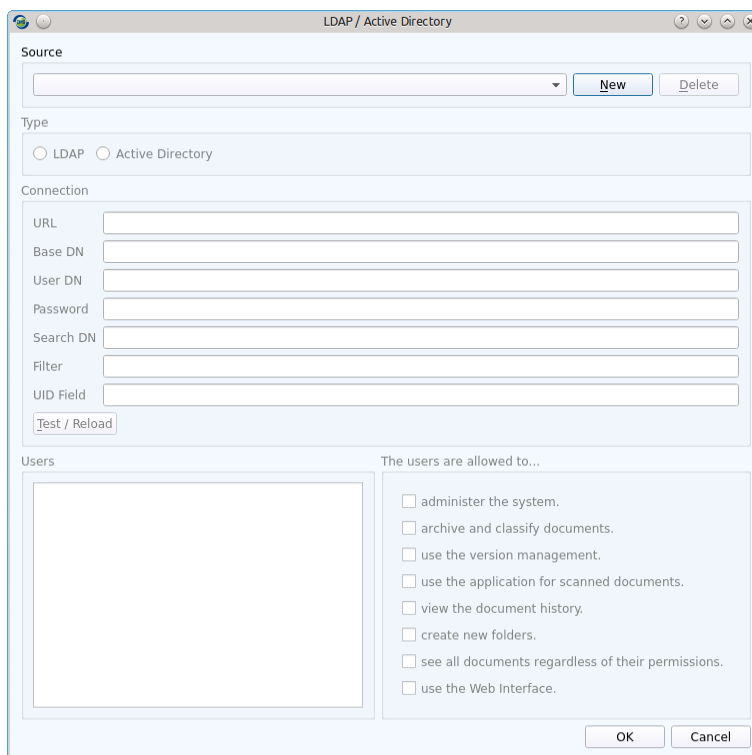 LDAP / Active Directory
Source
New Delete
Type
LDAP Active Directory
Connection
URL
Base DN
User DN
Password
Search DN
Filter
UID Field
Test / Reload
Users
The users are allowed to...
administer the system.
archive and classify documents.
use the version management.
use the application for scanned documents.
view the document history.
create new folders.
see all documents regardless of their permissions.
use the Web Interface.
OK Cancel